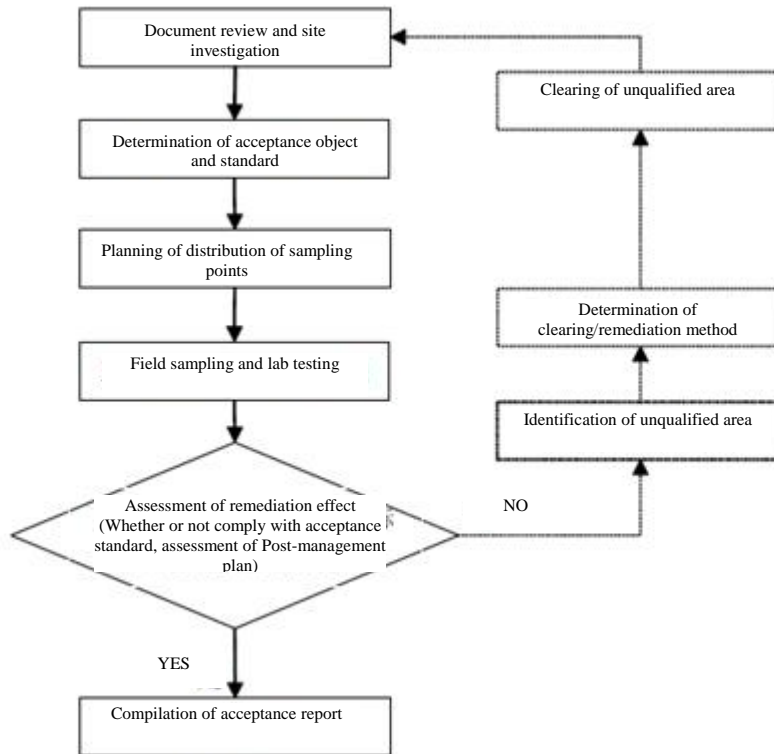 Document review and site
investigation
Clearing of unqualified area
Determination of acceptance object
and standard
Planning of distribution of sampling
points
Determination of
clearing/remediation method
Field sampling and lab testing
Identification of unqualified area
Assessment of remediation effect
(Whether or not comply with acceptance
standard, assessment of Post-management
plan)
NO
YES
Compilation of acceptance report